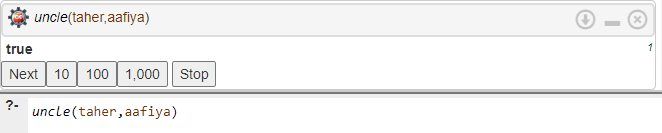 uncle(taher,aafiya)
true
1
Next 10 100 1,000 Stop
?- uncle(taher,aafiya)